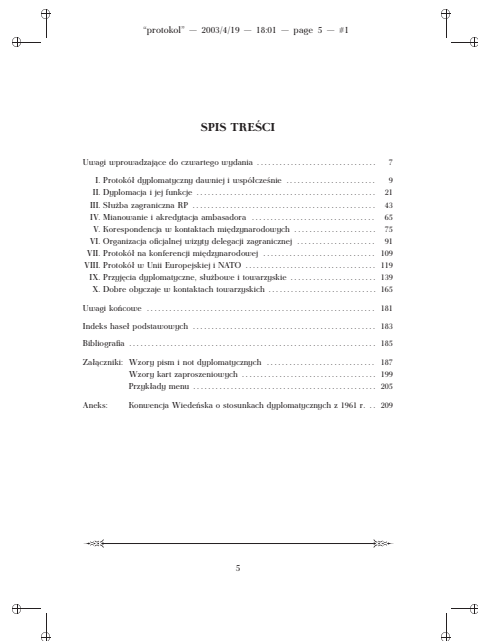 “protokol” — 2003/4/19 — 18:01 — page 5 — #1
SPIS TREŚCI
Uwagi wprowadzające do czwartego wydania . . . . . . . . . . . . . . . . . . . . . . . . . . . . . . . . 7
I. Protokół dyplomatyczny dawniej i współcześnie . . . . . . . . . . . . . . . . . . . . . . . . 9
II. Dyplomacja i jej funkcje . . . . . . . . . . . . . . . . . . . . . . . . . . . . . . . . . . . . . . . . . . . . . . . . 21
III. Służba zagraniczna RP . . . . . . . . . . . . . . . . . . . . . . . . . . . . . . . . . . . . . . . . . . . . . . . . . 43
IV. Mianowanie i akredytacja ambasadora . . . . . . . . . . . . . . . . . . . . . . . . . . . . . . . . . 65
V. Korespondencja w kontaktach międzynarodowych . . . . . . . . . . . . . . . . . . . . . . 75
VI. Organizacja oficjalnej wizyty delegacji zagranicznej . . . . . . . . . . . . . . . . . . . . . 91
VII. Protokół na konferencji międzynarodowej . . . . . . . . . . . . . . . . . . . . . . . . . . . . . . 109
VIII. Protokół w Unii Europejskiej i NATO . . . . . . . . . . . . . . . . . . . . . . . . . . . . . . . . . . 119
IX. Przyjęcia dyplomatyczne, służbowe i towarzyskie . . . . . . . . . . . . . . . . . . . . . . . 139
X. Dobre obyczaje w kontaktach towarzyskich . . . . . . . . . . . . . . . . . . . . . . . . . . . . . 165
Uwagi końcowe . . . . . . . . . . . . . . . . . . . . . . . . . . . . . . . . . . . . . . . . . . . . . . . . . . . . . . . . . . . . . 181
Indeks haseł podstawowych . . . . . . . . . . . . . . . . . . . . . . . . . . . . . . . . . . . . . . . . . . . . . . . . . 183
Bibliografia . . . . . . . . . . . . . . . . . . . . . . . . . . . . . . . . . . . . . . . . . . . . . . . . . . . . . . . . . . . . . . . . . . 185
Załączniki: Wzory pism i not dyplomatycznych . . . . . . . . . . . . . . . . . . . . . . . . . . . . . 187
Wzory kart zaproszeniowych . . . . . . . . . . . . . . . . . . . . . . . . . . . . . . . . . . . . 199
Przykłady menu . . . . . . . . . . . . . . . . . . . . . . . . . . . . . . . . . . . . . . . . . . . . . . . . . 205
Aneks: Konwencja Wiedeńska o stosunkach dyplomatycznych z 1961 r. . . 209
5